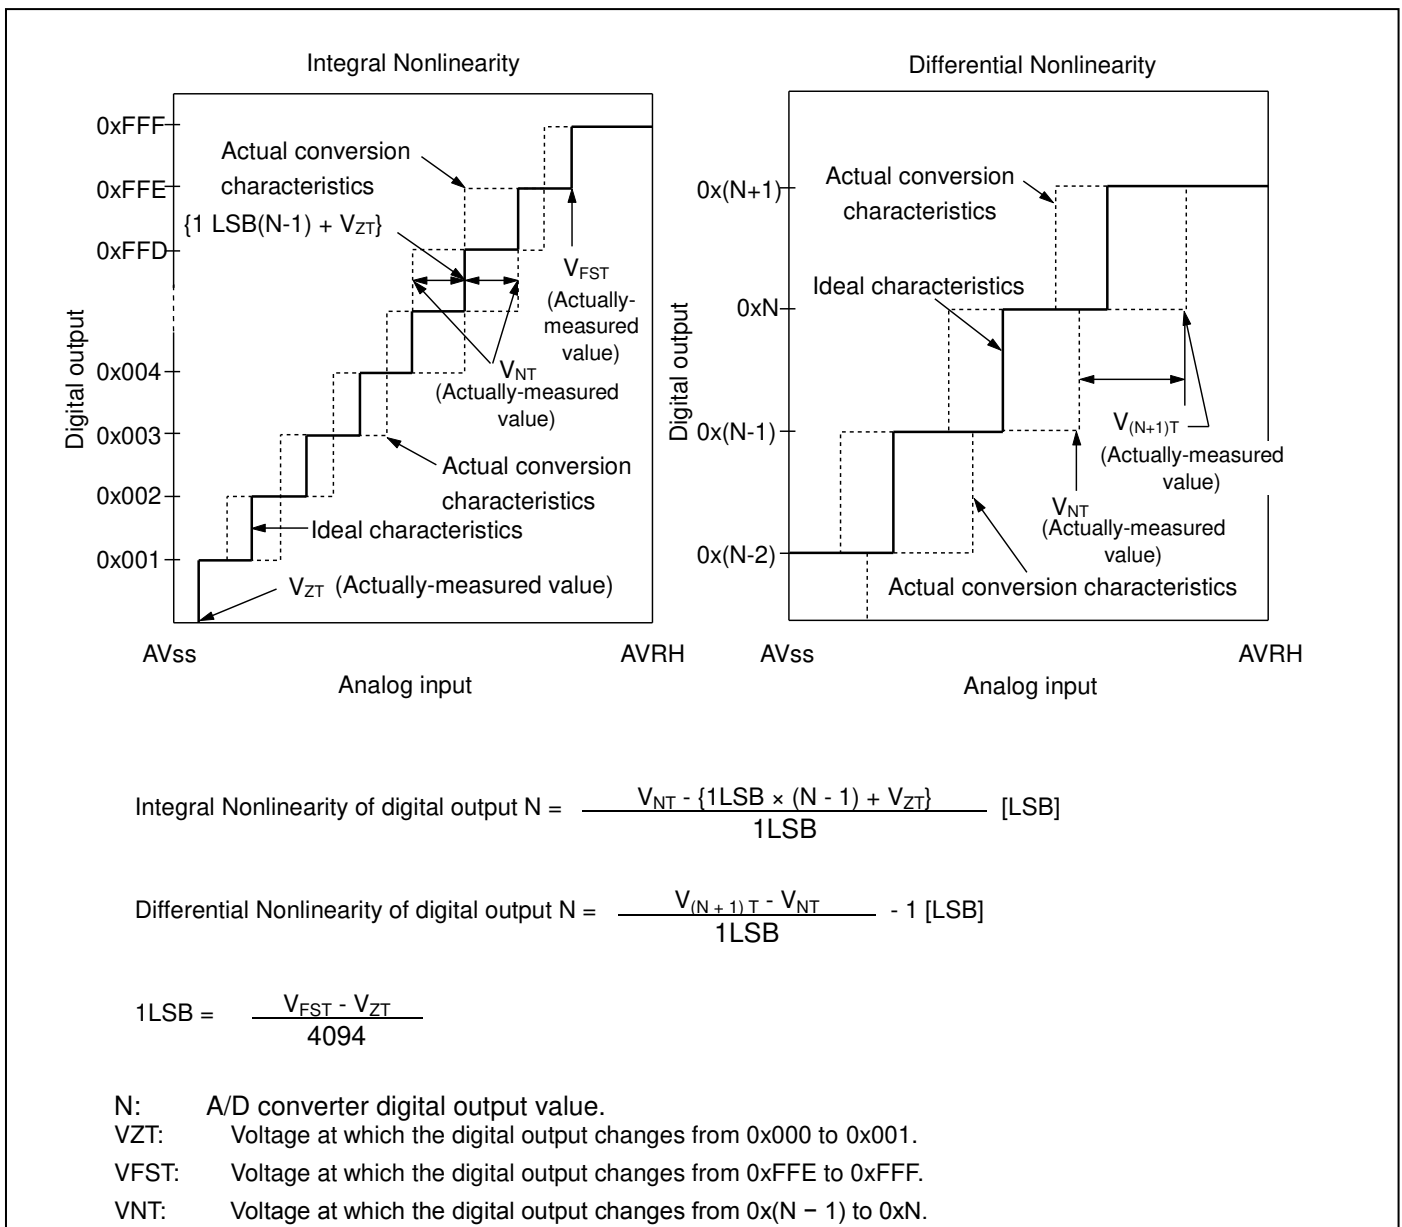 Integral Nonlinearity
0xFFF
0xFFE
0xFFD
0x004
0x003
0x002
0x001
Digital output
Actual conversion
characteristics
{1 LSB(N-1) + VZT}
VFST
(Actually-
measured
value)
VNT
(Actually-measured
value)
Actual conversion
characteristics
Ideal characteristics
VZT (Actually-measured value)
AVss
AVRH
Analog input
Differential Nonlinearity
0x(N+1)
0xN
0x(N-1)
0x(N-2)
Digital output
Actual conversion
characteristics
Ideal characteristics
V(N+1)T
(Actually-measured
value)
VNT
(Actually-measured
value)
Actual conversion characteristics
AVss
AVRH
Analog input
Integral Nonlinearity of digital output N = VNT - {1LSB × (N - 1) + VZT} [LSB]
1LSB
Differential Nonlinearity of digital output N = V(N + 1) T - VNT - 1 [LSB]
1LSB
1LSB = VFST - VZT
4094
N: A/D converter digital output value.
VZT: Voltage at which the digital output changes from 0x000 to 0x001.
VFST: Voltage at which the digital output changes from 0xFFE to 0xFFF.
VNT: Voltage at which the digital output changes from 0x(N − 1) to 0xN.